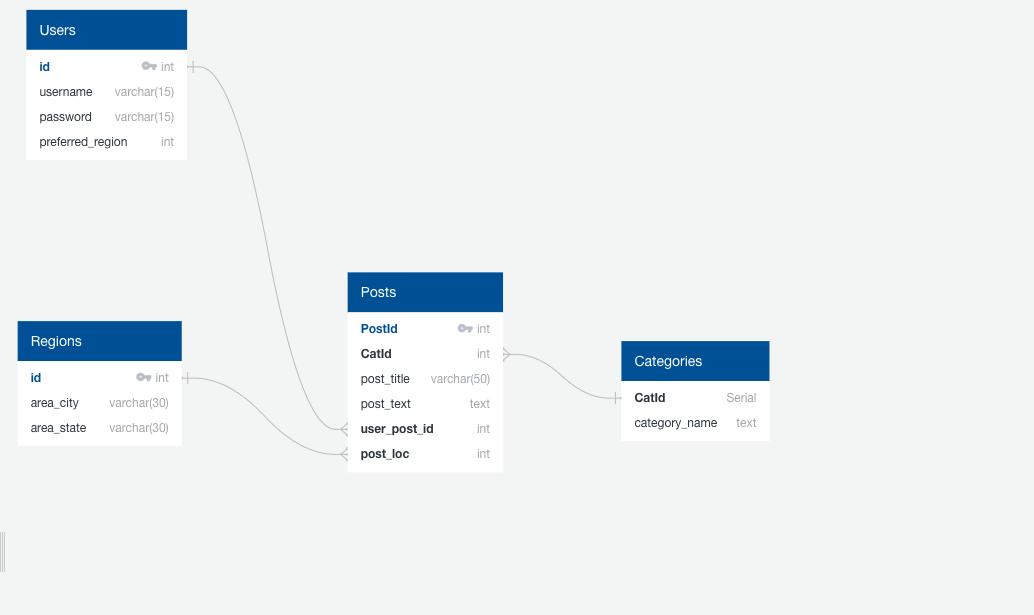 Users
id int
username varchar(15)
password varchar(15)
preferred_region int
Regions
id int
area_city varchar(30)
area_state varchar(30)
Posts
PostId int
CatId int
post_title varchar(50)
post_text text
user_post_id int
post_loc int
Categories
CatId Serial
category_name text